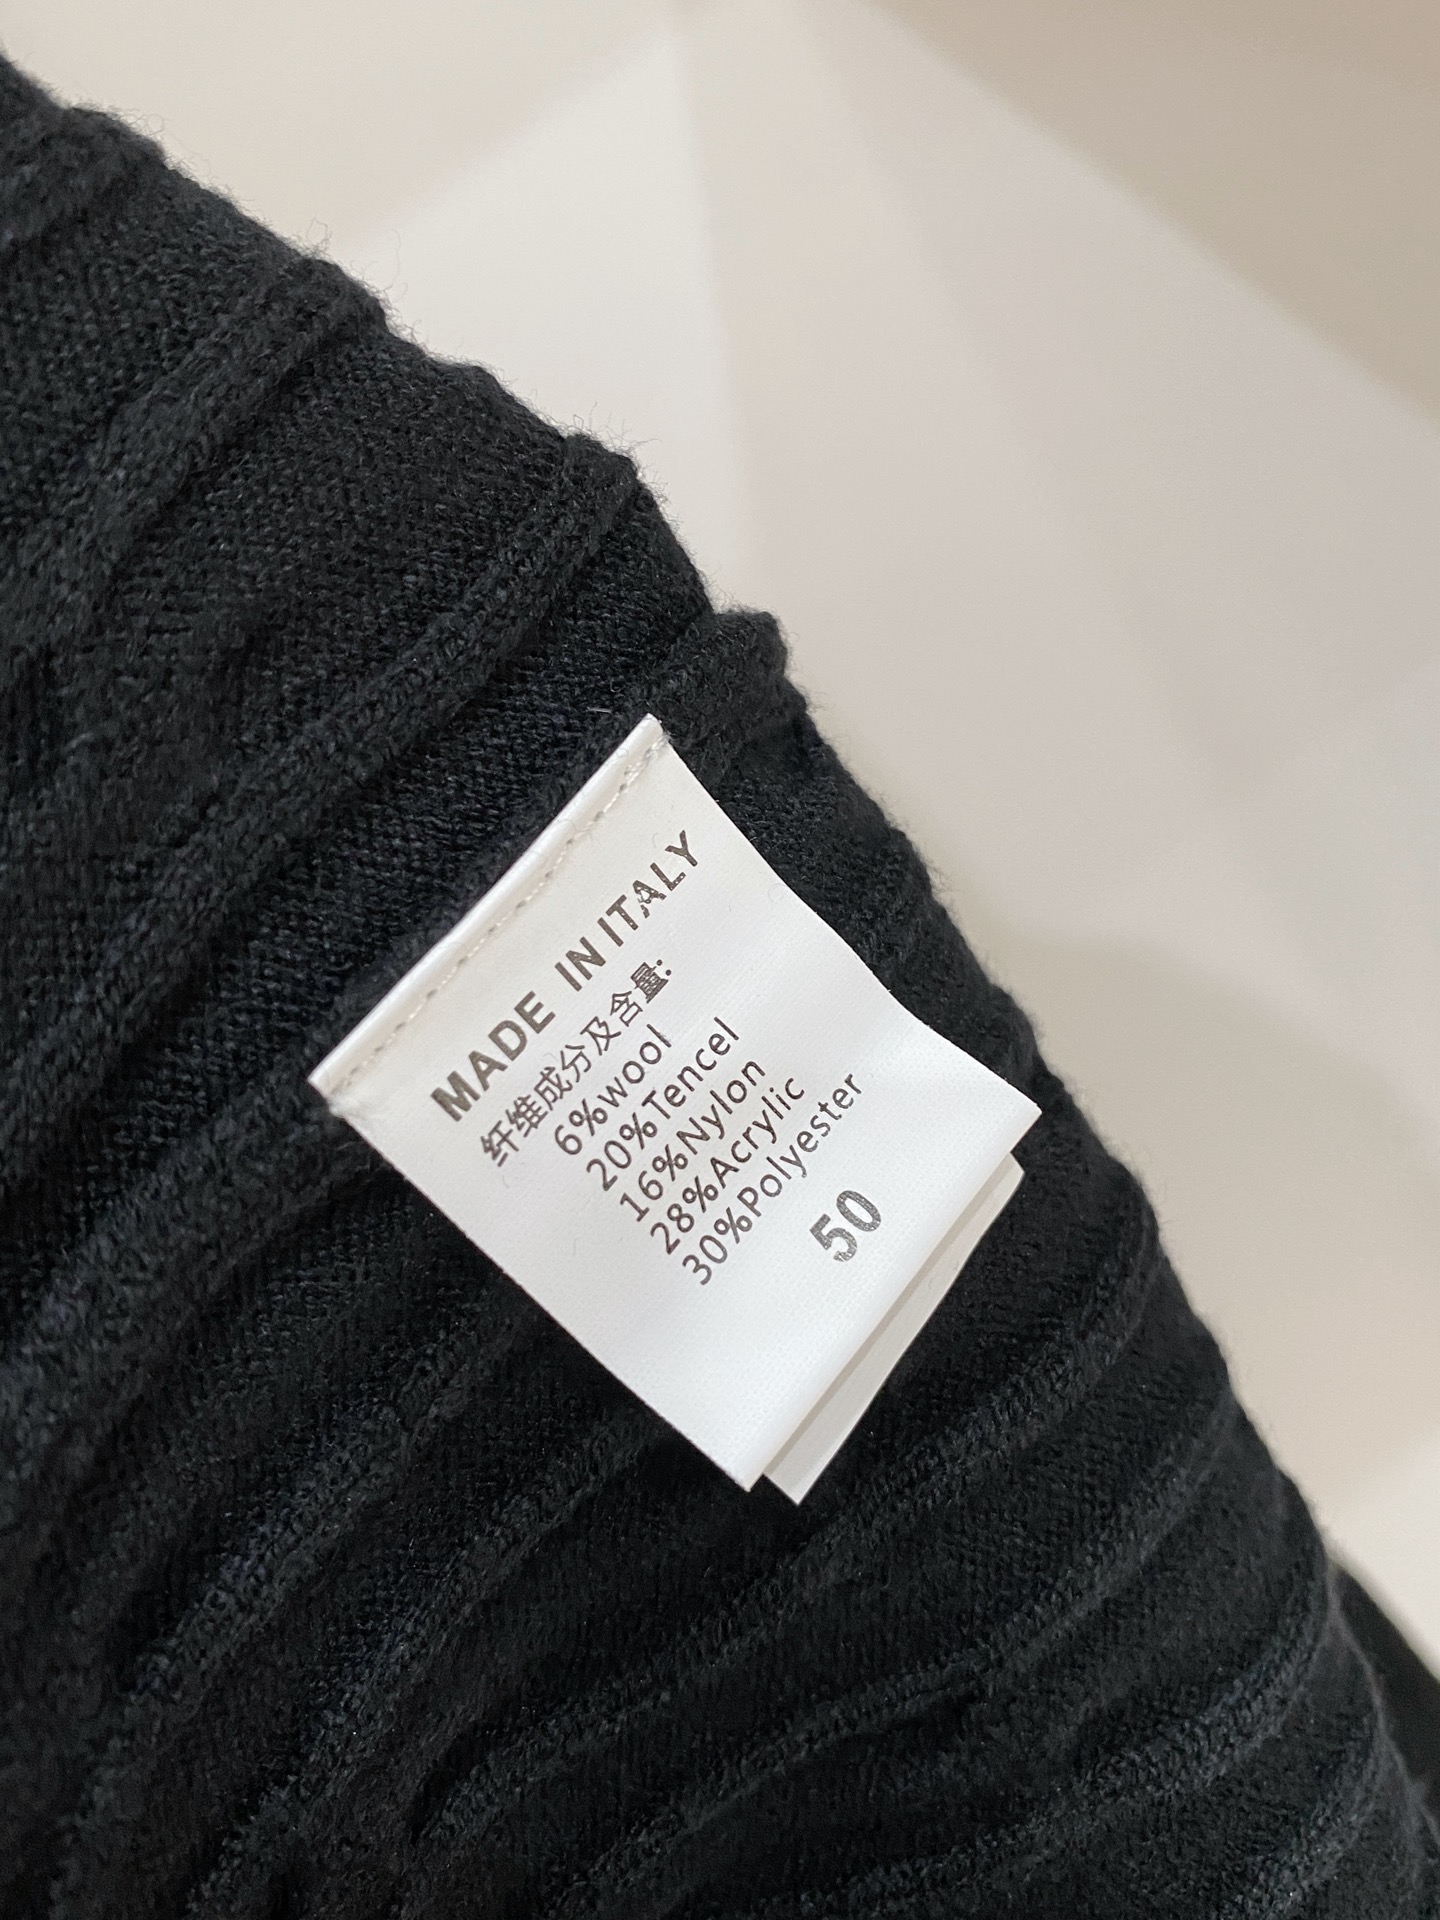 MADE IN ITALY
纤维成分及含量:
6%wool
20%Tencel
16%Nylon
28%Acrylic
30%Polyester
50